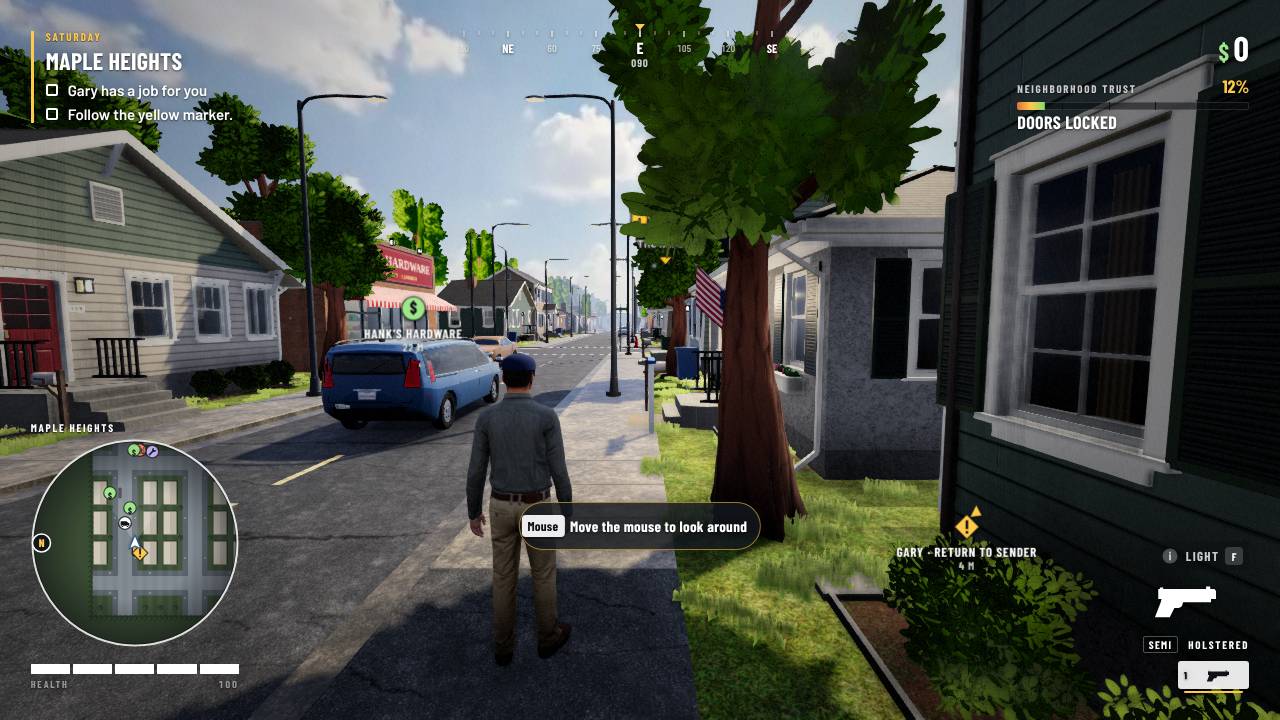 SATURDAY
MAPLE HEIGHTS
Gary has a job for you
Follow the yellow marker.
NE 60 75 E 105 120 SE
090
$0
NEIGHBORHOOD TRUST 12%
DOORS LOCKED
HARDWARE
HANK'S HARDWARE
MAPLE HEIGHTS
N
Mouse Move the mouse to look around
GARY - RETURN TO SENDER
4 M
LIGHT F
SEMI HOLSTERED
1
HEALTH 100